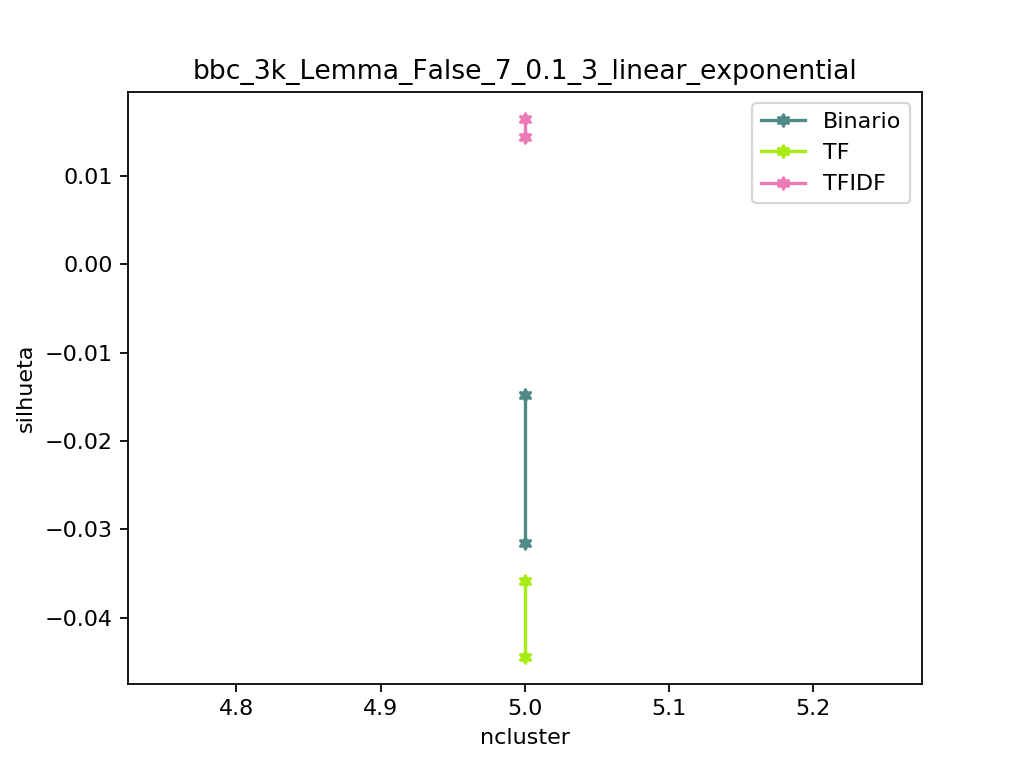 bbc_3k_Lemma_False_7_0.1_3_linear_exponential
Binario
TF
TFIDF
0.01
0.00
−0.01
−0.02
−0.03
−0.04
silhueta
4.8
4.9
5.0
5.1
5.2
ncluster